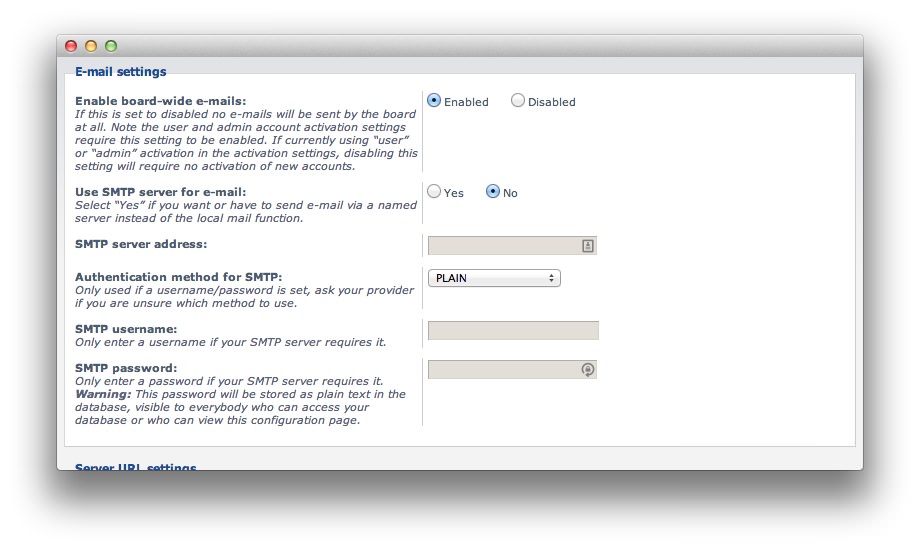 E-mail settings
Enable board-wide e-mails:
If this is set to disabled no e-mails will be sent by the board
at all. Note the user and admin account activation settings
require this setting to be enabled. If currently using “user”
or “admin” activation in the activation settings, disabling this
setting will require no activation of new accounts.
Enabled Disabled
Use SMTP server for e-mail:
Select “Yes” if you want or have to send e-mail via a named
server instead of the local mail function.
Yes No
SMTP server address:
Authentication method for SMTP:
Only used if a username/password is set, ask your provider
if you are unsure which method to use.
PLAIN
SMTP username:
Only enter a username if your SMTP server requires it.
SMTP password:
Only enter a password if your SMTP server requires it.
Warning: This password will be stored as plain text in the
database, visible to everybody who can access your
database or who can view this configuration page.
Server URL settings